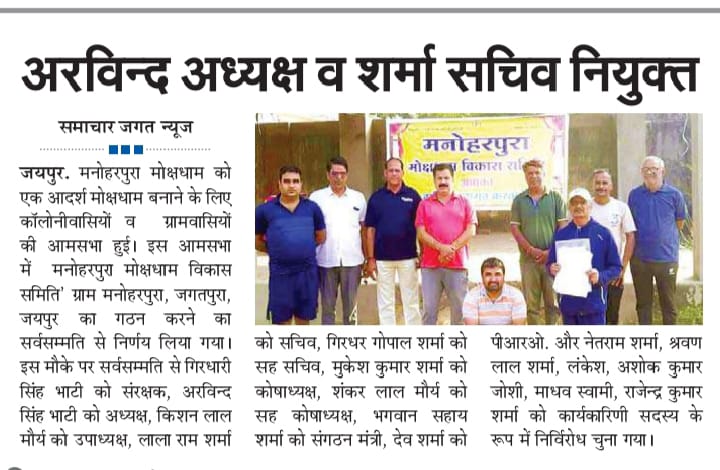 अरविन्द अध्यक्ष व शर्मा सचिव नियुक्त
समाचार जगत न्यूज
जयपुर. मनोहरपुरा मोक्षधाम को
एक आदर्श मोक्षधाम बनाने के लिए
कॉलोनीवासियों व ग्रामवासियों
की आमसभा हुई। इस आमसभा
में मनोहरपुरा मोक्षधाम विकास
समिति' ग्राम मनोहरपुरा, जगतपुरा,
जयपुर का गठन करने का
सर्वसम्मति से निर्णय लिया गया।
इस मौके पर सर्वसम्मति से गिरधारी
सिंह भाटी को संरक्षक, अरविन्द
सिंह भाटी को अध्यक्ष, किशन लाल
मौर्य को उपाध्यक्ष, लाला राम शर्मा
मनोहरपुरा
मोक्षधाम विकास
आपका
को सचिव, गिरधर गोपाल शर्मा को
सह सचिव, मुकेश कुमार शर्मा को
कोषाध्यक्ष, शंकर लाल मौर्य को
सह कोषाध्यक्ष, भगवान सहाय
शर्मा को संगठन मंत्री, देव शर्मा को
पीआरओ. और नेतराम शर्मा, श्रवण
लाल शर्मा, लंकेश, अशोक कुमार
जोशी, माधव स्वामी, राजेन्द्र कुमार
शर्मा को कार्यकारिणी सदस्य के
रूप में निर्विरोध चुना गया।